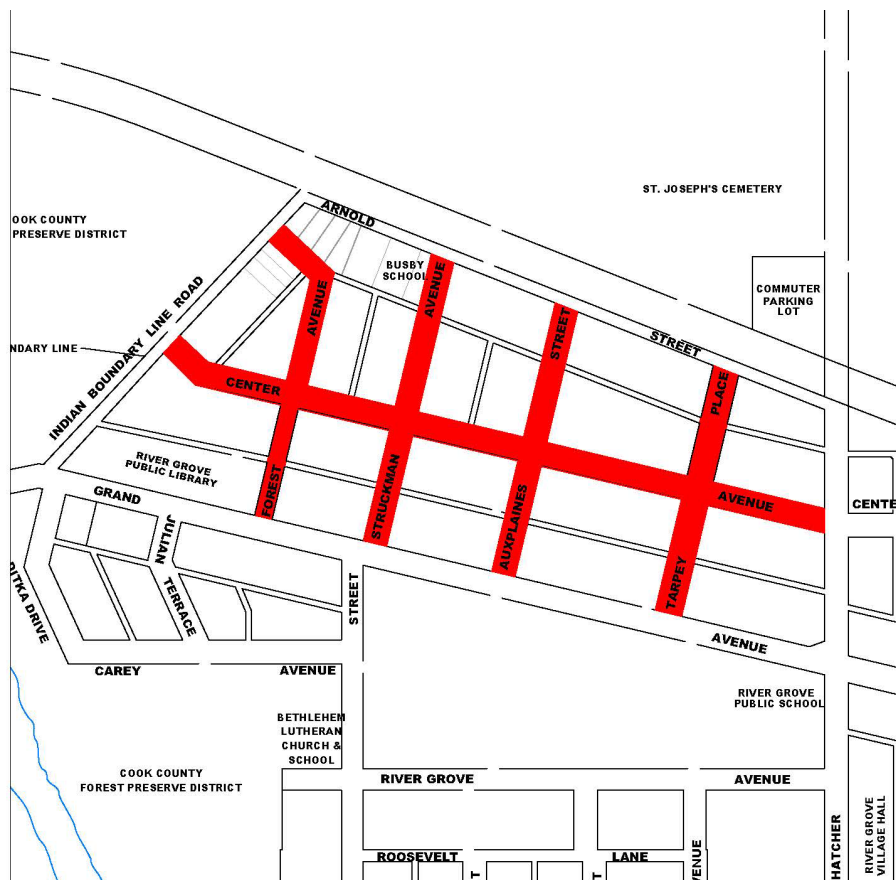 ST. JOSEPH'S CEMETERY
ARNOLD
OOK COUNTY
PRESERVE DISTRICT
BUSBY
SCHOOL
COMMUTER
PARKING
LOT
AVENUE
AVENUE
STREET
STREET
INDIAN BOUNDARY LINE ROAD
NDARY LINE
PLACE
CENTER
RIVER GROVE
PUBLIC LIBRARY
FOREST
STRUCKMAN
AUXPLAINES
AVENUE
CENTE
GRAND
JULIAN
TERRACE
DITKA DRIVE
STREET
TARPEY
AVENUE
CAREY
AVENUE
RIVER GROVE
PUBLIC SCHOOL
BETHLEHEM
LUTHERAN
CHURCH &
SCHOOL
COOK COUNTY
FOREST PRESERVE DISTRICT
RIVER GROVE
AVENUE
ROOSEVELT
LANE
VENUE
T
T
HATCHER
RIVER GROVE
VILLAGE HALL